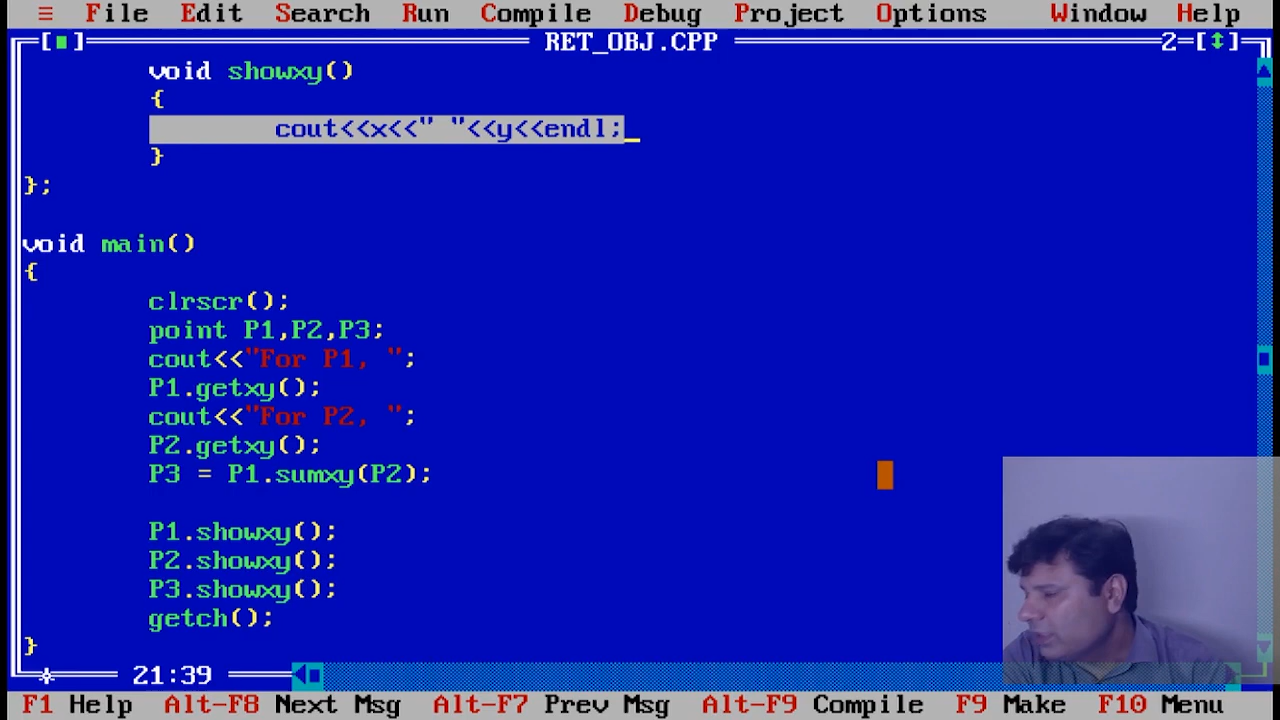 ≡ File Edit Search Run Compile Debug Project Options Window Help
[■] RET_OBJ.CPP 2=[↕]
void showxy()
{
cout<<x<<" "<<y<<endl;
}
};
void main()
{
clrscr();
point P1,P2,P3;
cout<<"For P1, ";
P1.getxy();
cout<<"For P2, ";
P2.getxy();
P3 = P1.sumxy(P2);
P1.showxy();
P2.showxy();
P3.showxy();
getch();
}
21:39
F1 Help Alt-F8 Next Msg Alt-F7 Prev Msg Alt-F9 Compile F9 Make F10 Menu